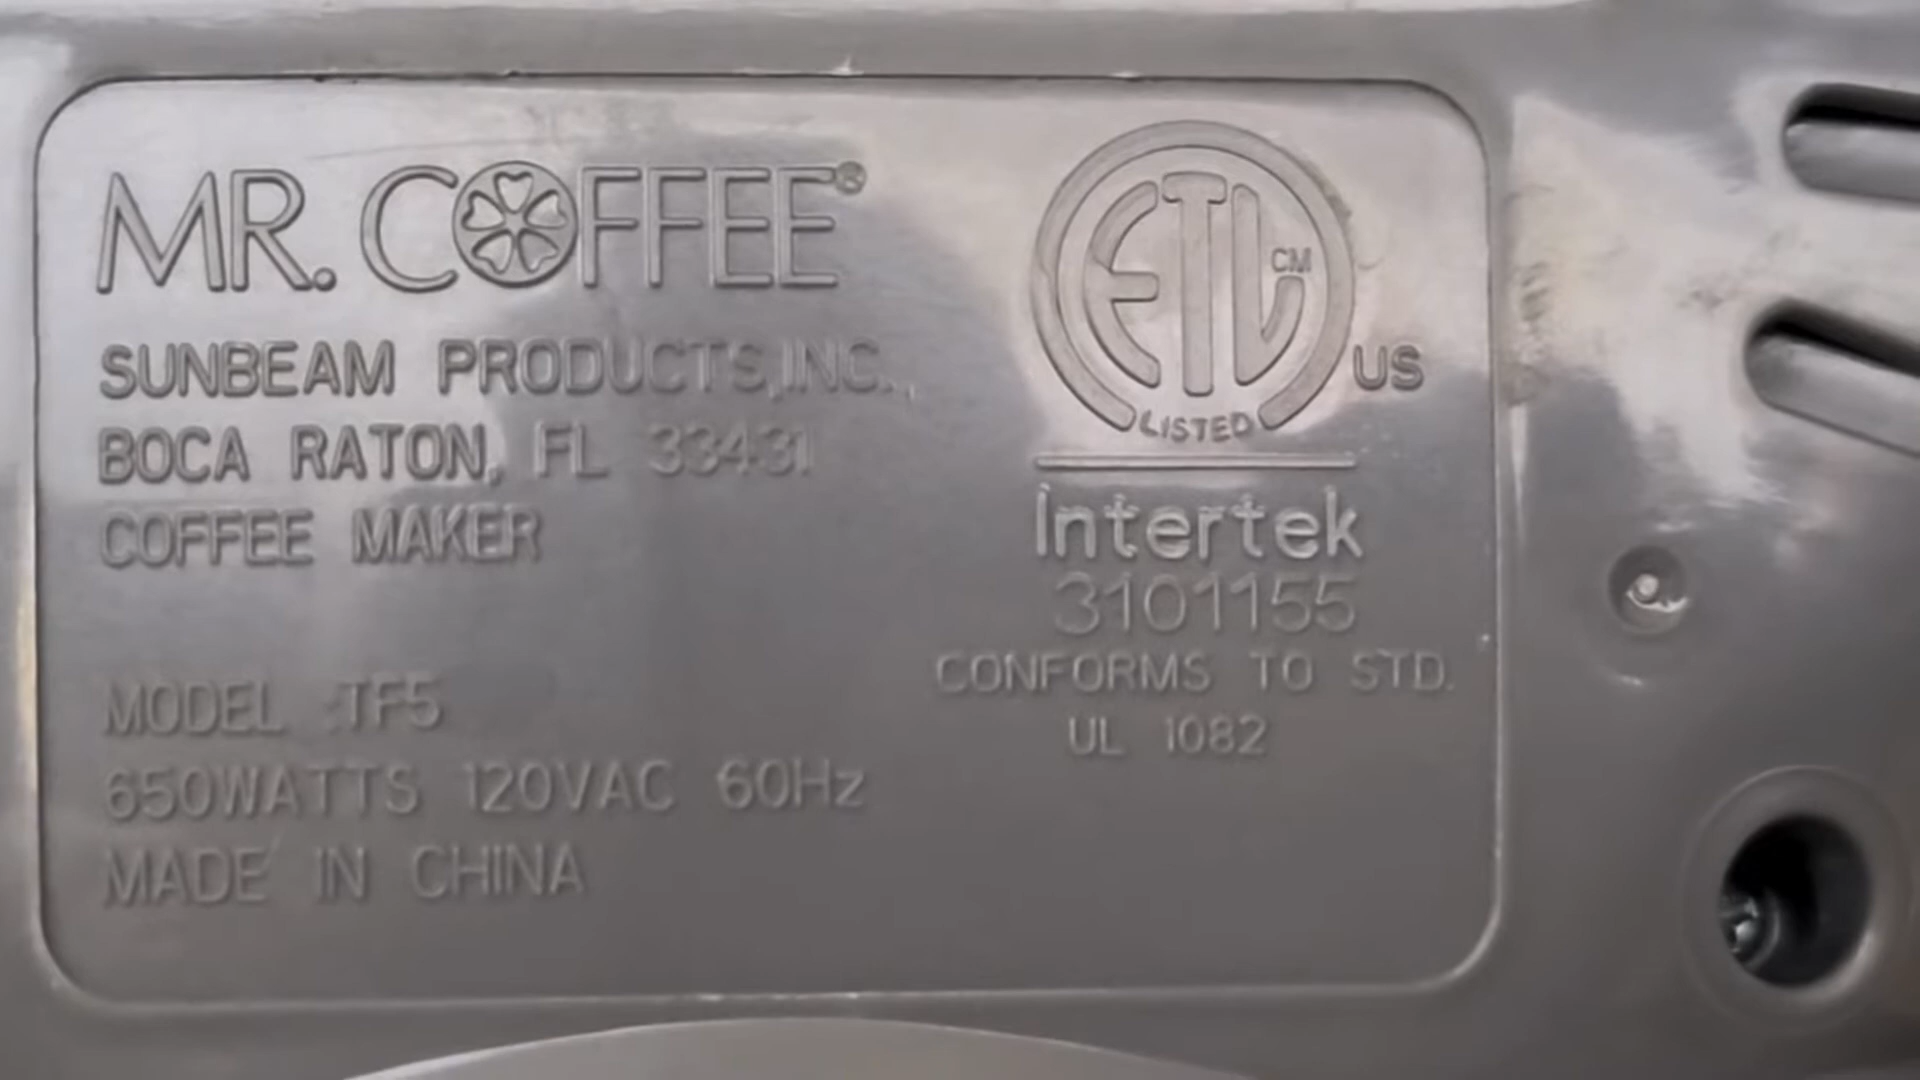 MR. COFFEE®
SUNBEAM PRODUCTS,INC.,
BOCA RATON, FL 33431
COFFEE MAKER
MODEL :TF5
650WATTS 120VAC 60Hz
MADE IN CHINA
ETL CM
US
LISTED
Intertek
3101155
CONFORMS TO STD.
UL 1082